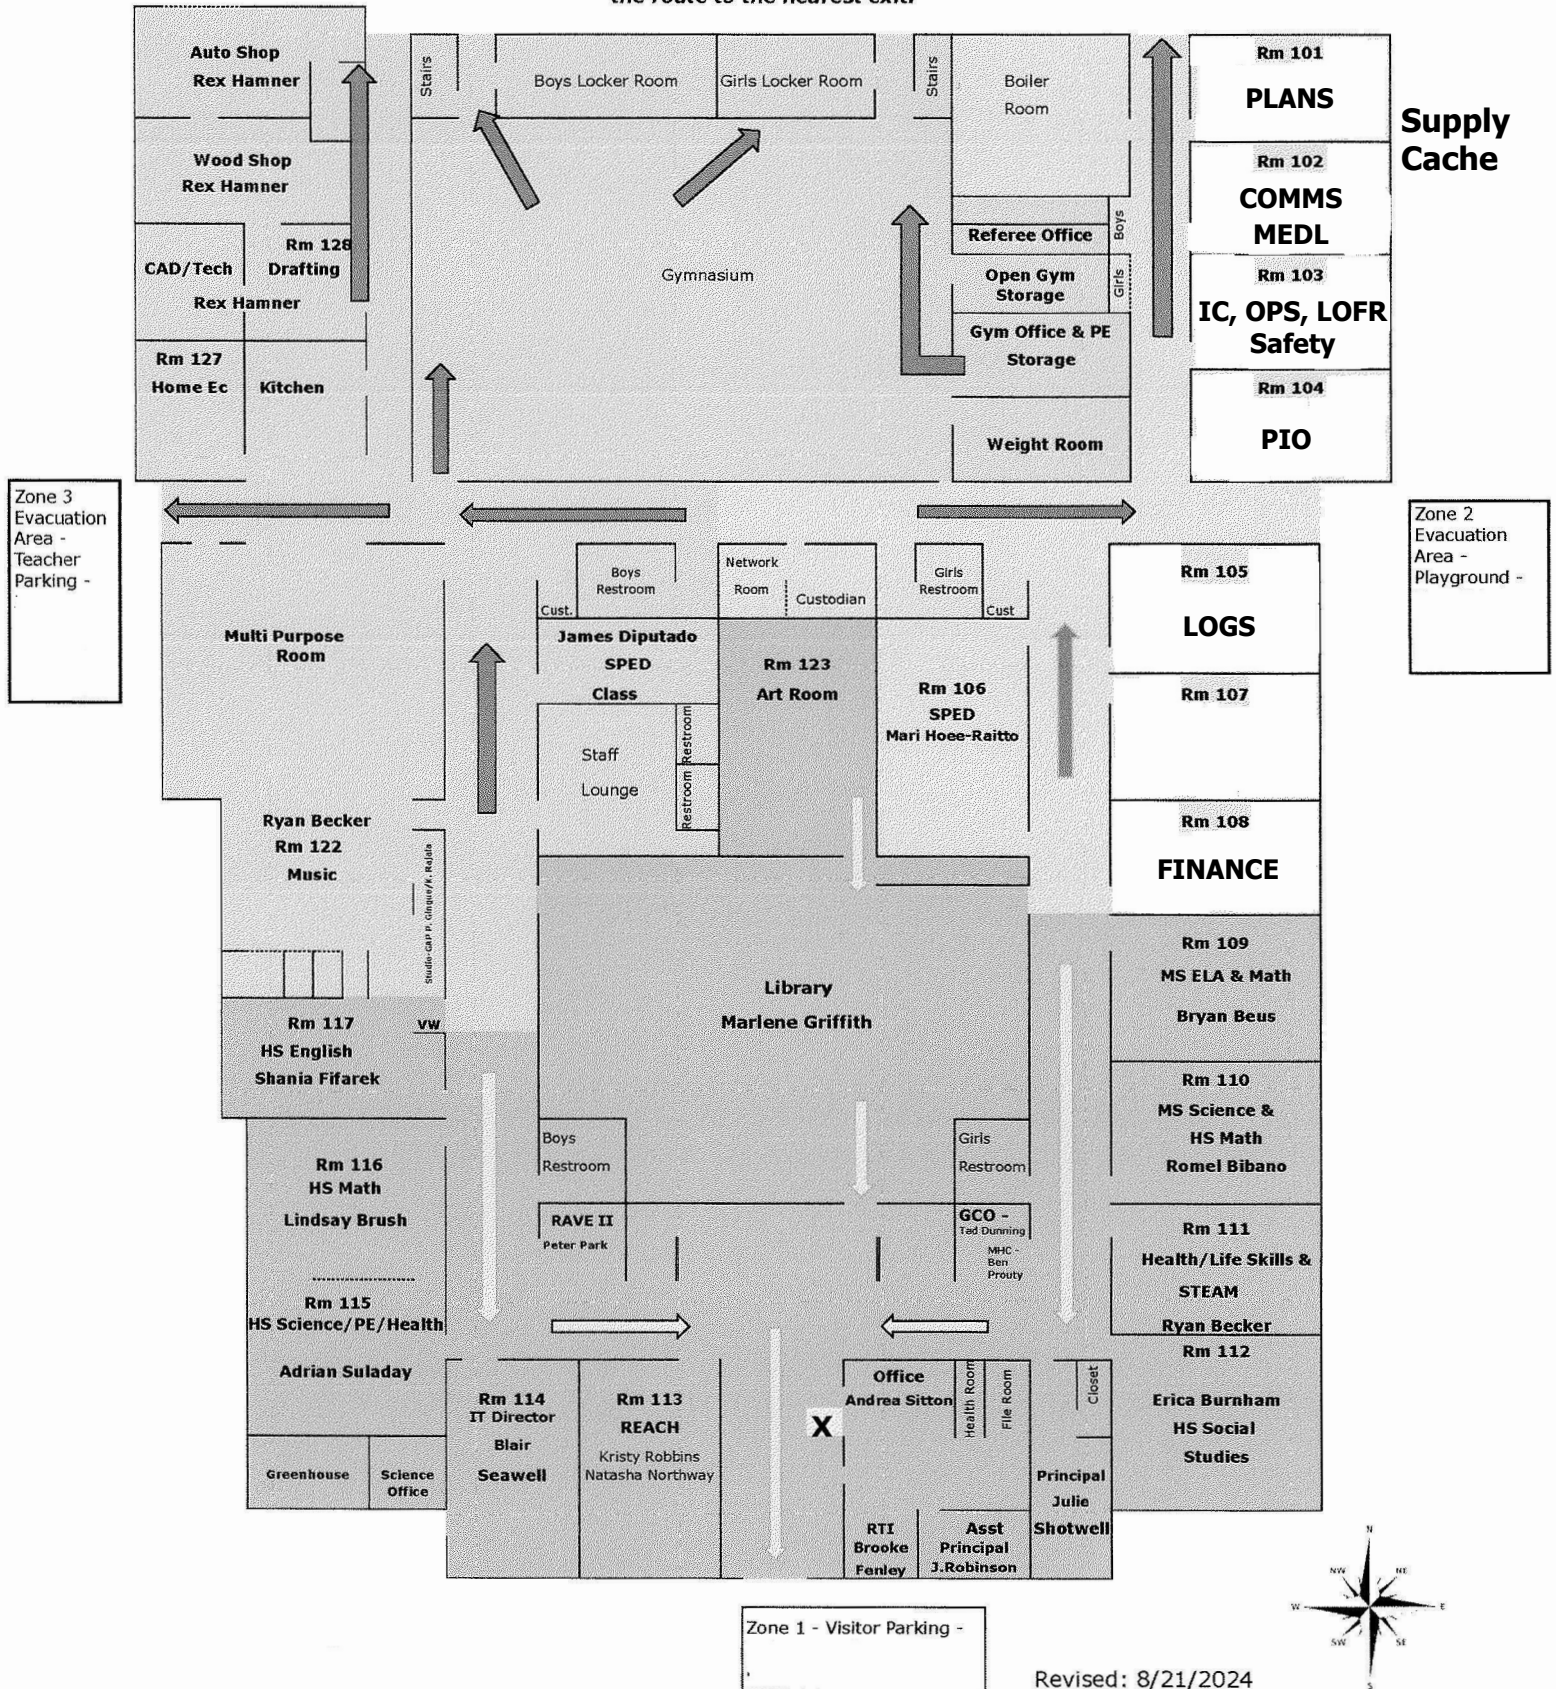 the route to the nearest exit.
Auto Shop
Rex Hamner
Stairs
Boys Locker Room
Girls Locker Room
Stairs
Boiler
Room
Rm 101
PLANS
Supply
Cache
Wood Shop
Rex Hamner
Rm 102
COMMS
MEDL
Boys
Referee Office
CAD/Tech
Rm 128
Drafting
Rex Hamner
Gymnasium
Open Gym
Storage
Girls
Rm 103
IC, OPS, LOFR
Safety
Gym Office & PE
Storage
Rm 127
Home Ec
Kitchen
Rm 104
PIO
Weight Room
Zone 3
Evacuation
Area -
Teacher
Parking -
Zone 2
Evacuation
Area -
Playground -
Boys
Restroom
Cust.
Network
Room
Custodian
Girls
Restroom
Cust
Rm 105
LOGS
Multi Purpose
Room
James Diputado
SPED
Class
Rm 123
Art Room
Rm 106
SPED
Mari Hoee-Raitto
Rm 107
Staff
Lounge
Restroom
Restroom
Ryan Becker
Rm 122
Music
Studio-GAP P. Gingue/K. Rajala
Rm 108
FINANCE
Library
Marlene Griffith
Rm 109
MS ELA & Math
Bryan Beus
Rm 117
HS English
Shania Fifarek
VW
Rm 110
MS Science &
HS Math
Romel Bibano
Boys
Restroom
Girls
Restroom
Rm 116
HS Math
Lindsay Brush
RAVE II
Peter Park
GCO -
Tad Dunning
MHC -
Ben
Prouty
Rm 111
Health/Life Skills &
STEAM
Ryan Becker
Rm 115
HS Science/PE/Health
Adrian Suladay
Rm 112
Erica Burnham
HS Social
Studies
Rm 114
IT Director
Blair
Seawell
Rm 113
REACH
Kristy Robbins
Natasha Northway
X
Office
Andrea Sitton
Health Room
File Room
Closet
Greenhouse
Science
Office
Principal
Julie
Shotwell
RTI
Brooke
Fenley
Asst
Principal
J.Robinson
Zone 1 - Visitor Parking -
Revised: 8/21/2024
N
NE
E
SE
S
SW
W
NW